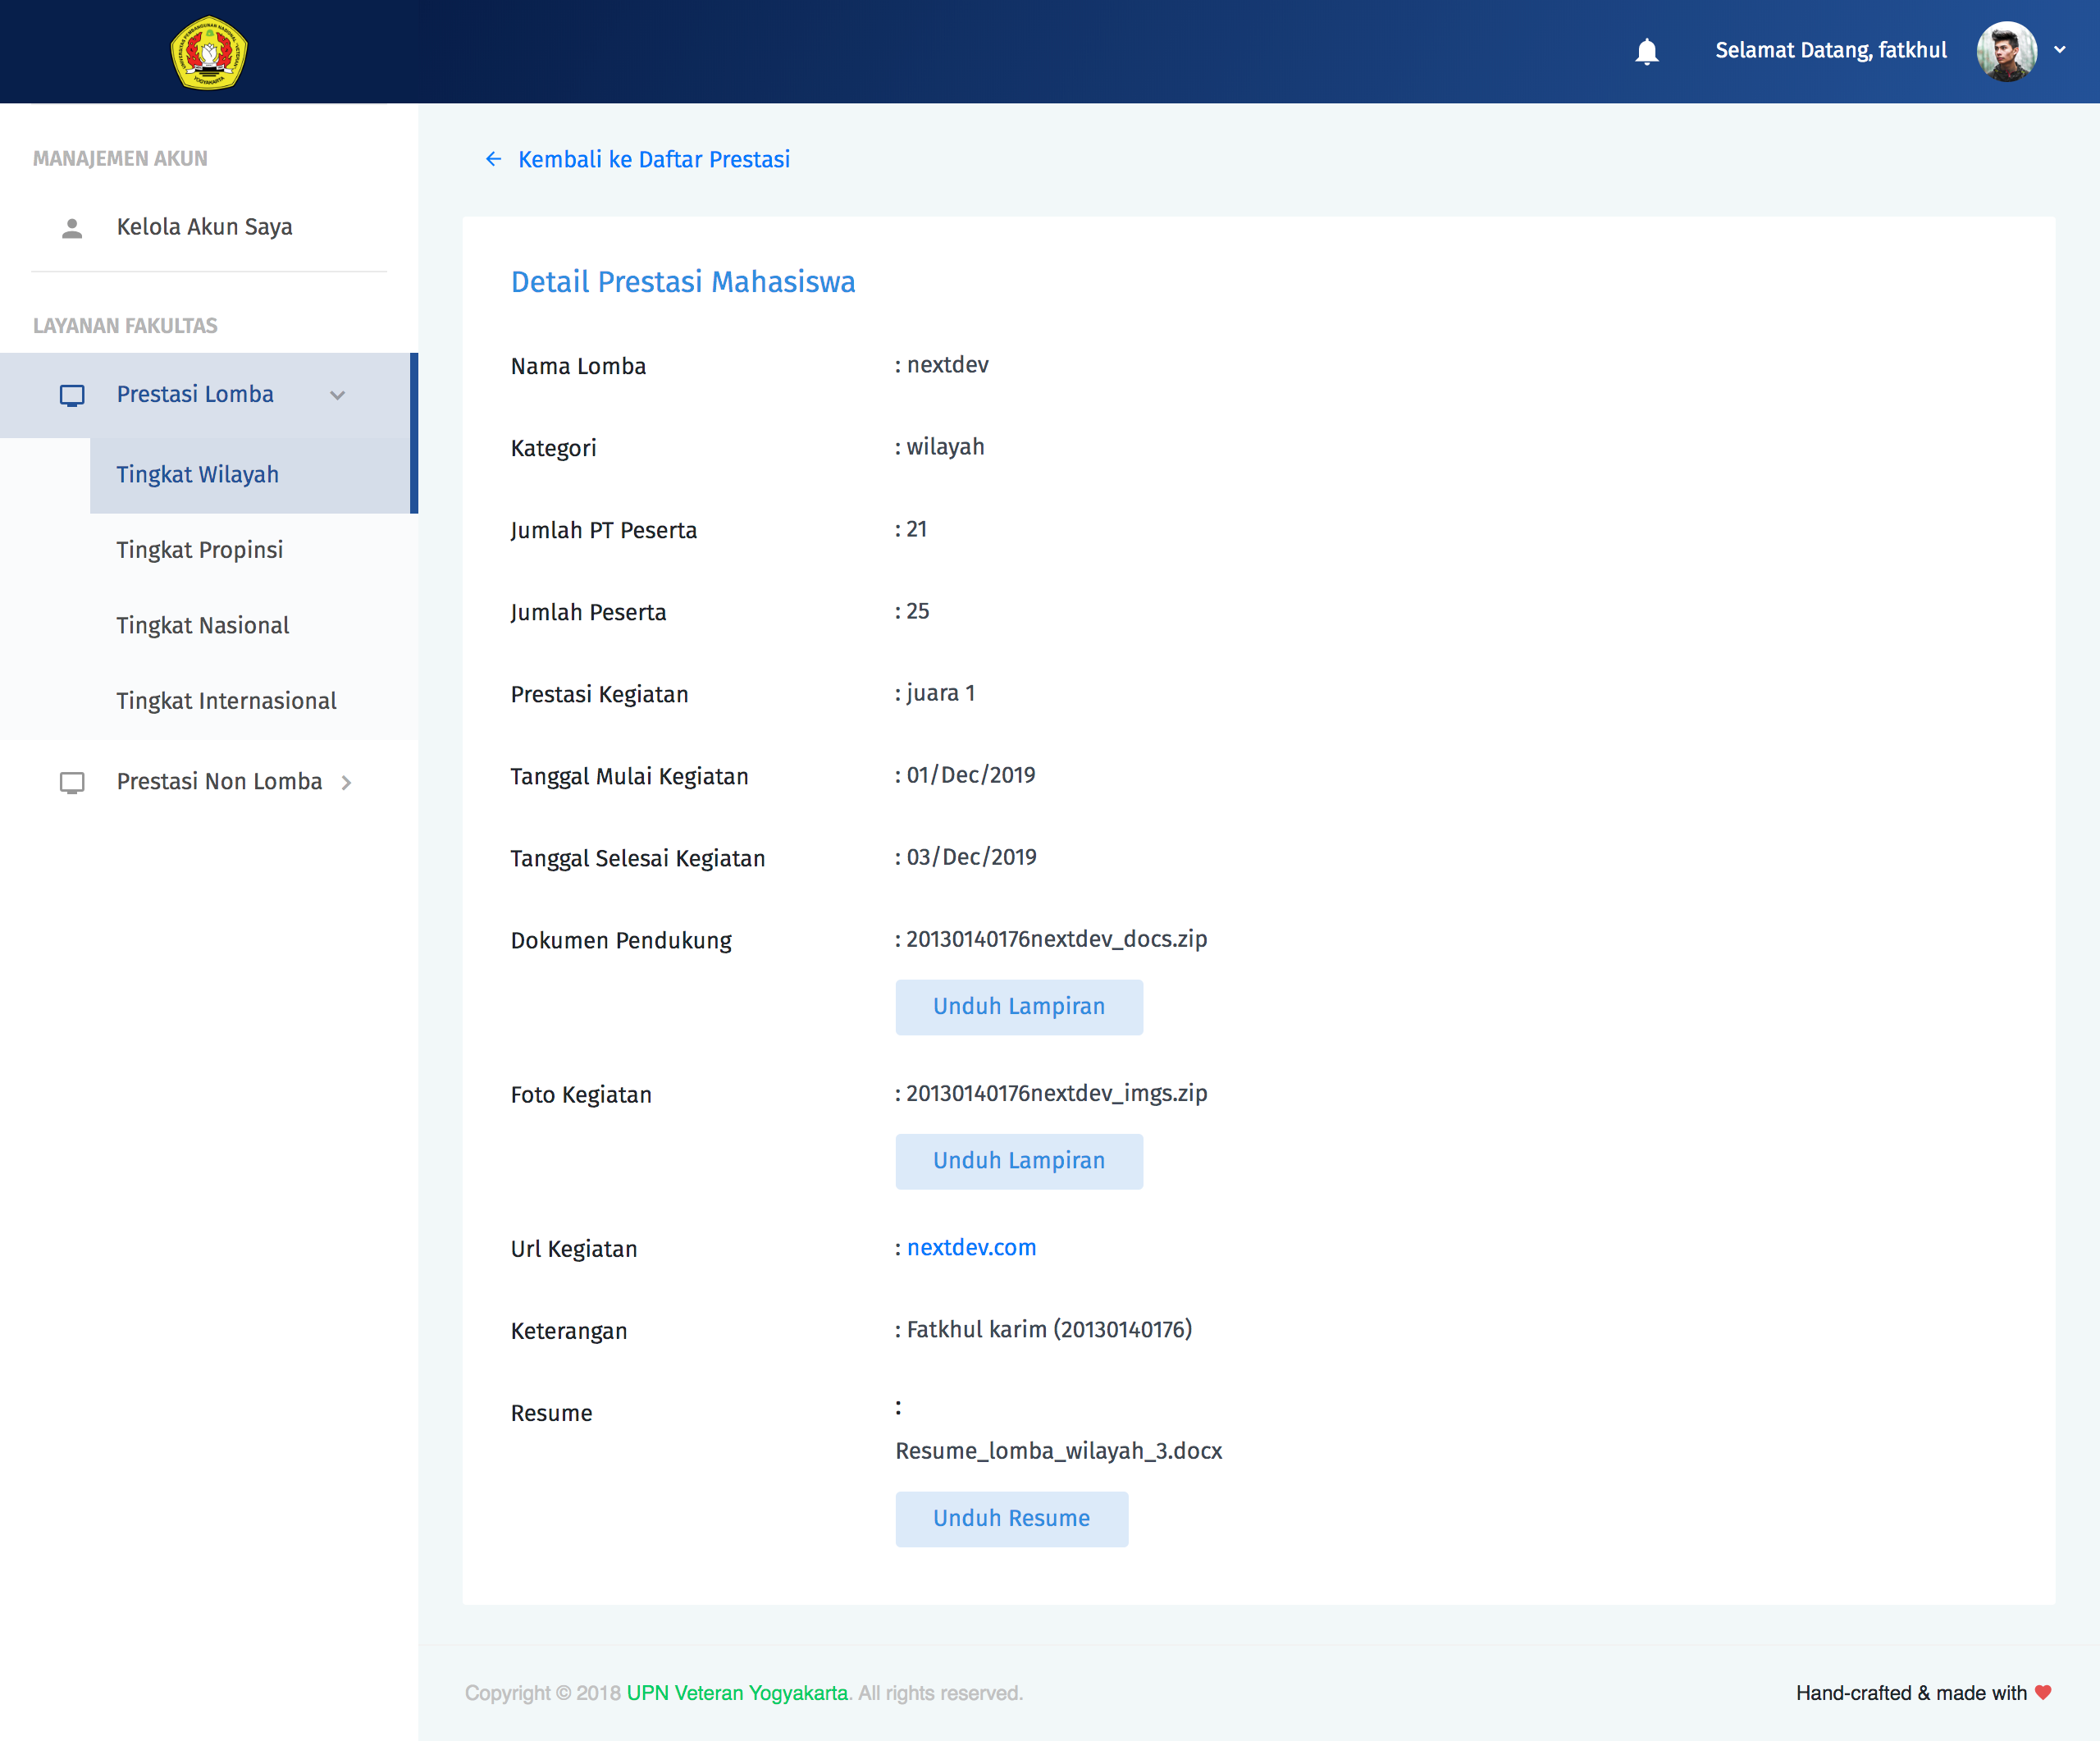 Selamat Datang, fatkhul
MANAJEMEN AKUN
Kelola Akun Saya
LAYANAN FAKULTAS
Prestasi Lomba
Tingkat Wilayah
Tingkat Propinsi
Tingkat Nasional
Tingkat Internasional
Prestasi Non Lomba
Kembali ke Daftar Prestasi
Detail Prestasi Mahasiswa
Nama Lomba : nextdev
Kategori : wilayah
Jumlah PT Peserta : 21
Jumlah Peserta : 25
Prestasi Kegiatan : juara 1
Tanggal Mulai Kegiatan : 01/Dec/2019
Tanggal Selesai Kegiatan : 03/Dec/2019
Dokumen Pendukung : 20130140176nextdev_docs.zip
Unduh Lampiran
Foto Kegiatan : 20130140176nextdev_imgs.zip
Unduh Lampiran
Url Kegiatan : nextdev.com
Keterangan : Fatkhul karim (20130140176)
Resume :
Resume_lomba_wilayah_3.docx
Unduh Resume
Copyright © 2018 UPN Veteran Yogyakarta. All rights reserved.
Hand-crafted & made with